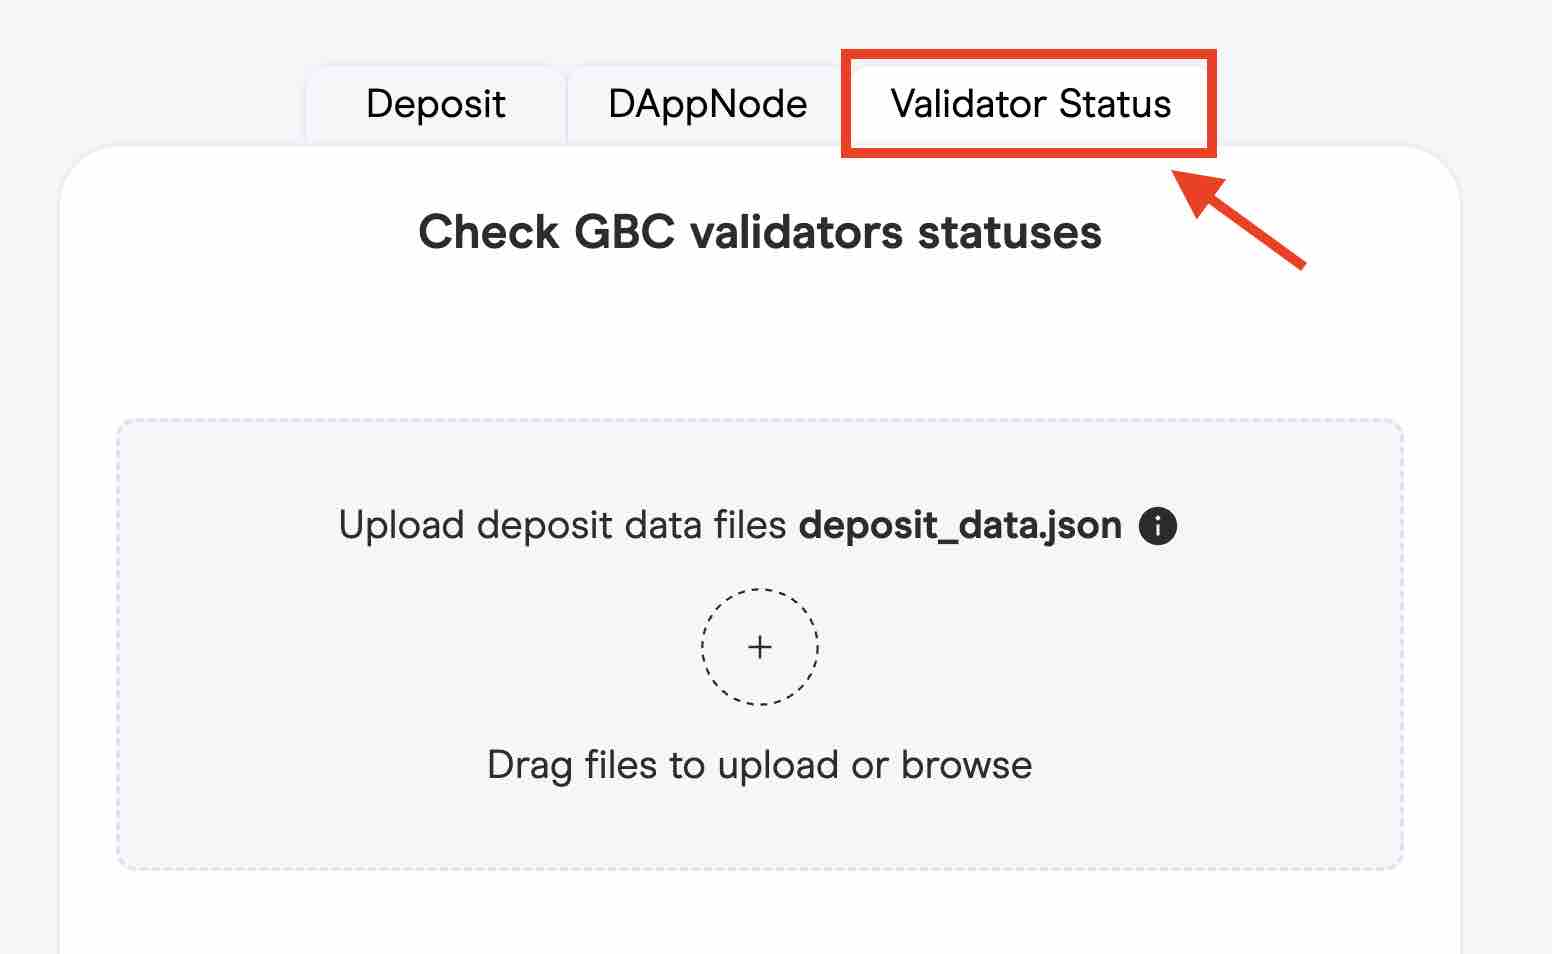 Deposit
DAppNode
Validator Status
Check GBC validators statuses
Upload deposit data files deposit_data.json
Drag files to upload or browse